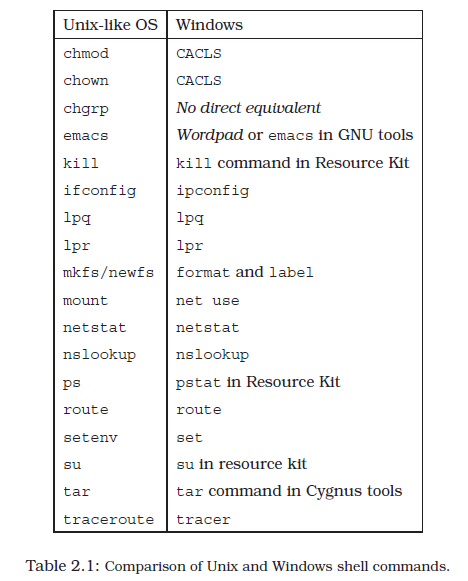 Unix-like OS Windows
chmod CACLS
chown CACLS
chgrp No direct equivalent
emacs Wordpad or emacs in GNU tools
kill kill command in Resource Kit
ifconfig ipconfig
lpq lpq
lpr lpr
mkfs/newfs format and label
mount net use
netstat netstat
nslookup nslookup
ps pstat in Resource Kit
route route
setenv set
su su in resource kit
tar tar command in Cygnus tools
traceroute tracer
Table 2.1: Comparison of Unix and Windows shell commands.